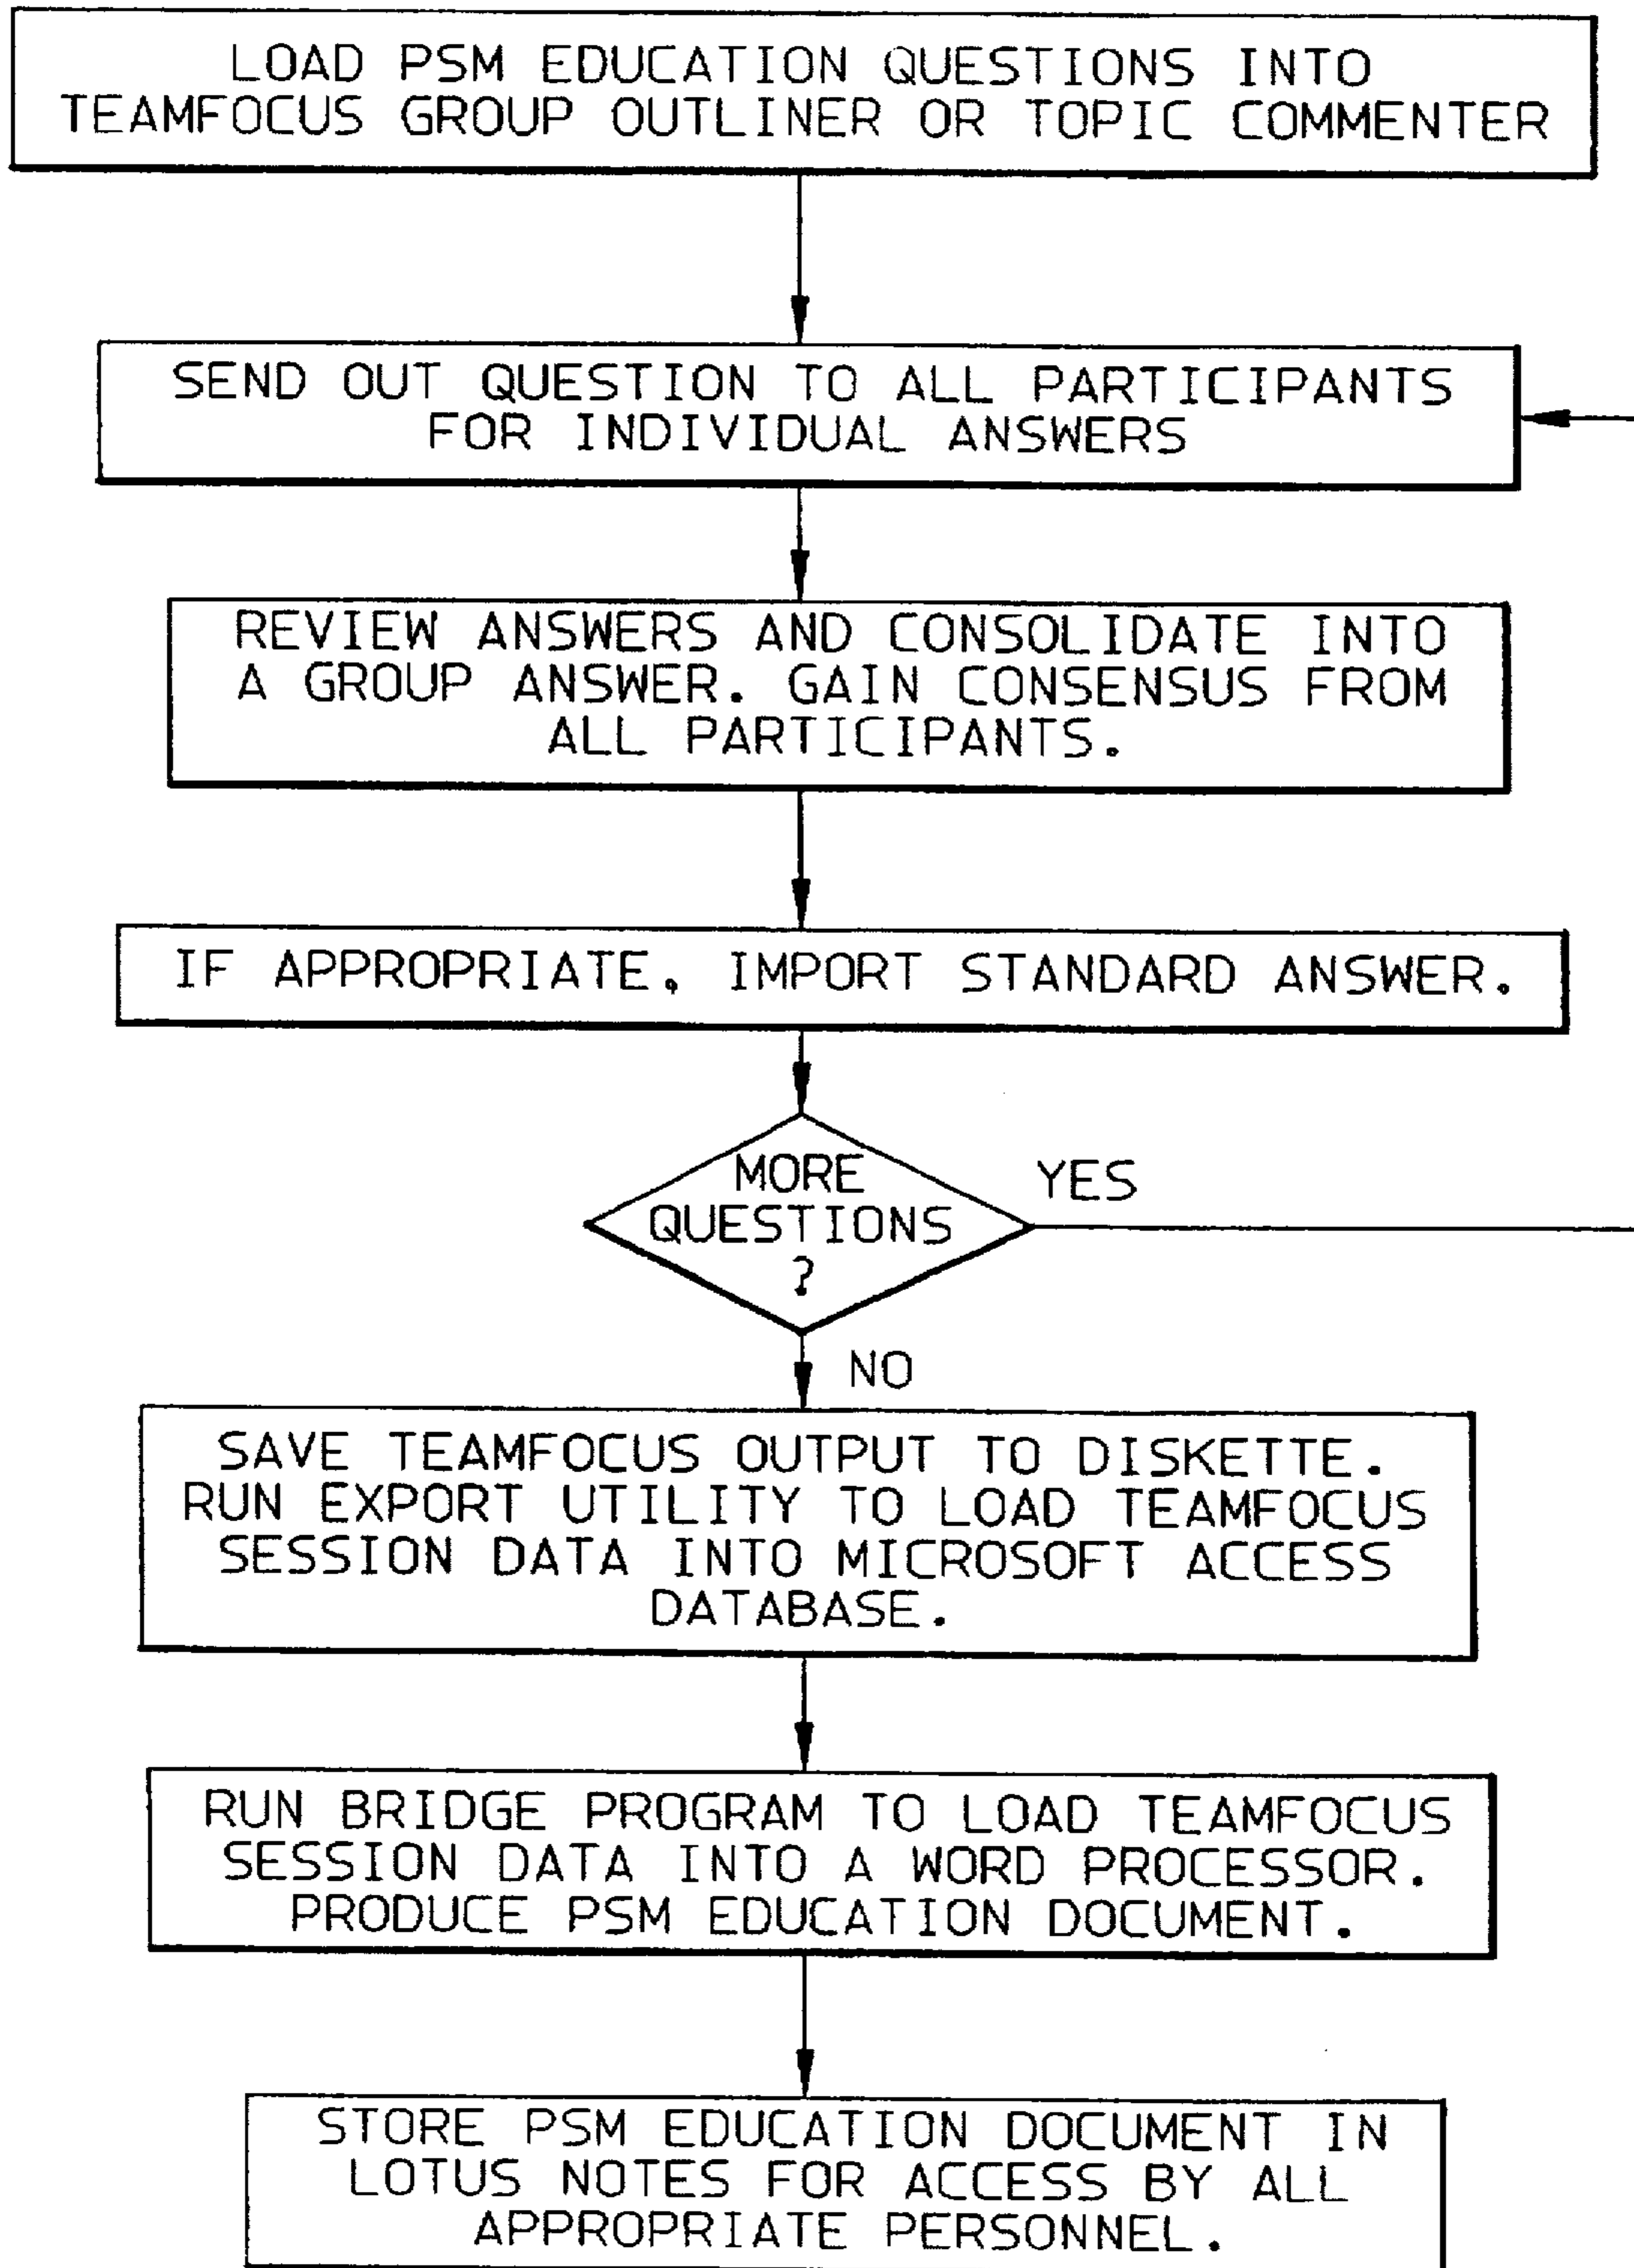 LOAD PSM EDUCATION QUESTIONS INTO
TEAMFOCUS GROUP OUTLINER OR TOPIC COMMENTER
SEND OUT QUESTION TO ALL PARTICIPANTS
FOR INDIVIDUAL ANSWERS
REVIEW ANSWERS AND CONSOLIDATE INTO
A GROUP ANSWER. GAIN CONSENSUS FROM
ALL PARTICIPANTS.
IF APPROPRIATE, IMPORT STANDARD ANSWER.
MORE
QUESTIONS
?
YES
NO
SAVE TEAMFOCUS OUTPUT TO DISKETTE.
RUN EXPORT UTILITY TO LOAD TEAMFOCUS
SESSION DATA INTO MICROSOFT ACCESS
DATABASE.
RUN BRIDGE PROGRAM TO LOAD TEAMFOCUS
SESSION DATA INTO A WORD PROCESSOR.
PRODUCE PSM EDUCATION DOCUMENT.
STORE PSM EDUCATION DOCUMENT IN
LOTUS NOTES FOR ACCESS BY ALL
APPROPRIATE PERSONNEL.